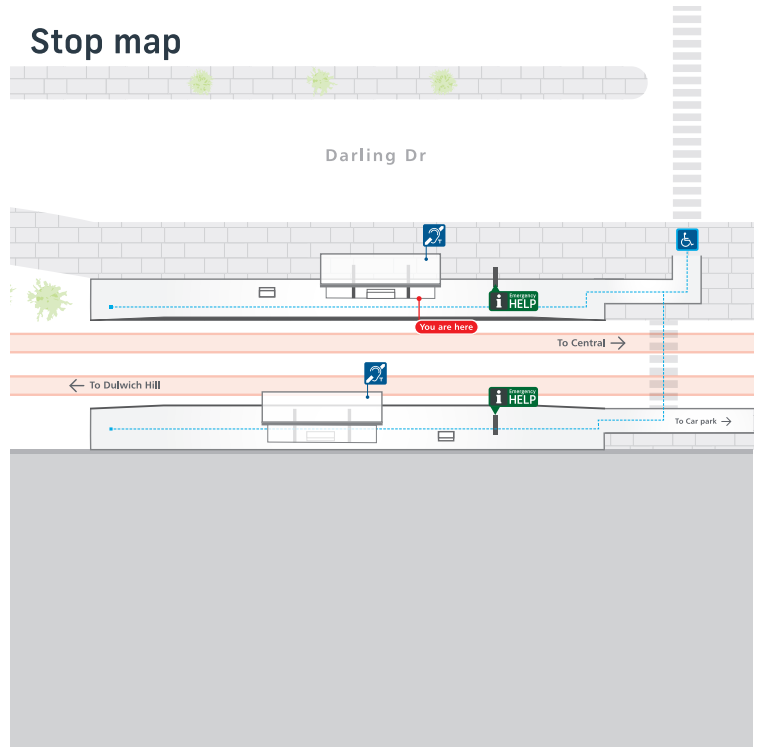 Stop map
Darling Dr
Emergency
HELP
You are here
To Central
To Dulwich Hill
Emergency
HELP
To Car park